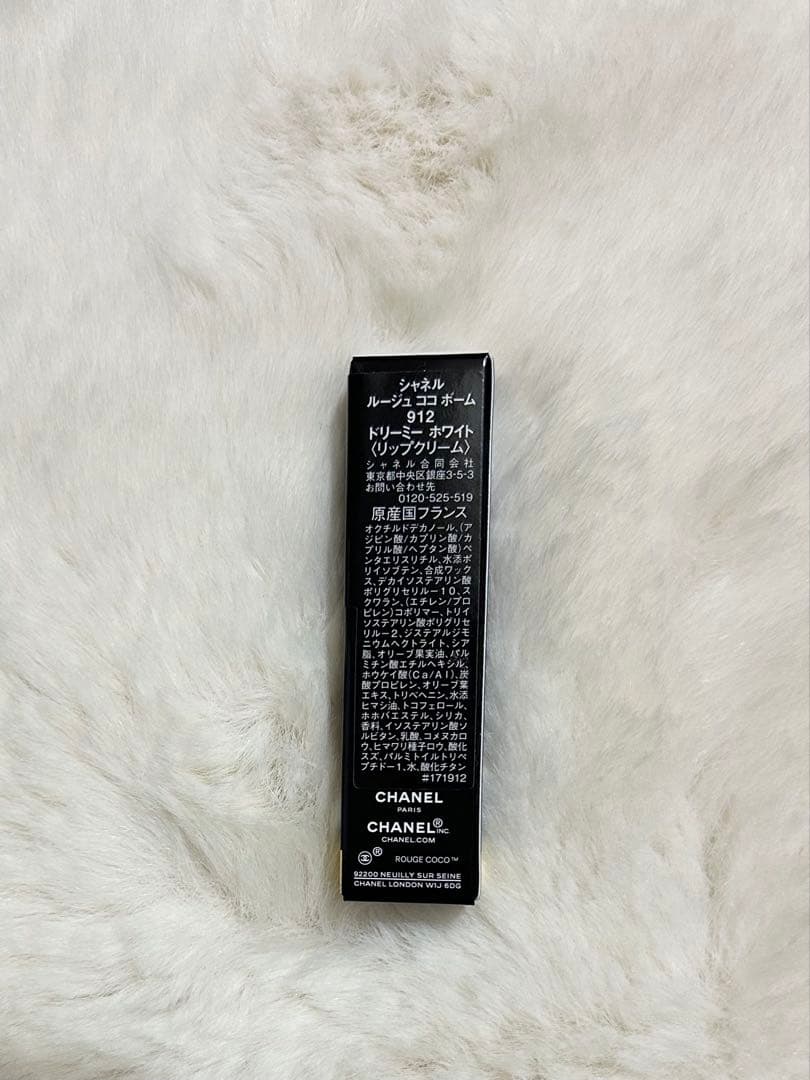 シャネル
ルージュ ココ ボーム
912
ドリーミー ホワイト
〈リップクリーム〉
シャネル合同会社
東京都中央区銀座3-5-3
お問い合わせ先
0120-525-519
原産国フランス
オクチルドデカノール、(ア
ジピン酸/カプリン酸/カ
プリル酸/ヘプタン酸)ペ
ンタエリスリチル、水添ポ
リイソブテン、合成ワック
ス、デカイソステアリン酸
ポリグリセリル－10、ス
クワラン、(エチレン/プロ
ピレン)コポリマー、トリイ
ソステアリン酸ポリグリセ
リル－2、ジステアルジモ
ニウムヘクトライト、シア
脂、オリーブ果実油、パル
ミチン酸エチルヘキシル、
ホウケイ酸(Ca/Al)、炭
酸プロピレン、オリーブ葉
エキス、トリベヘニン、水添
ヒマシ油、トコフェロール、
ホホバエステル、シリカ、
香料、イソステアリン酸ソ
ルビタン、乳酸、コメヌカロ
ウ、ヒマワリ種子ロウ、酸化
スズ、パルミトイルトリペ
プチド－1、水、酸化チタン
#171912
CHANEL
PARIS
CHANEL® INC.
CHANEL.COM
® ROUGE COCO™
92200 NEUILLY SUR SEINE
CHANEL LONDON W1J 6DG